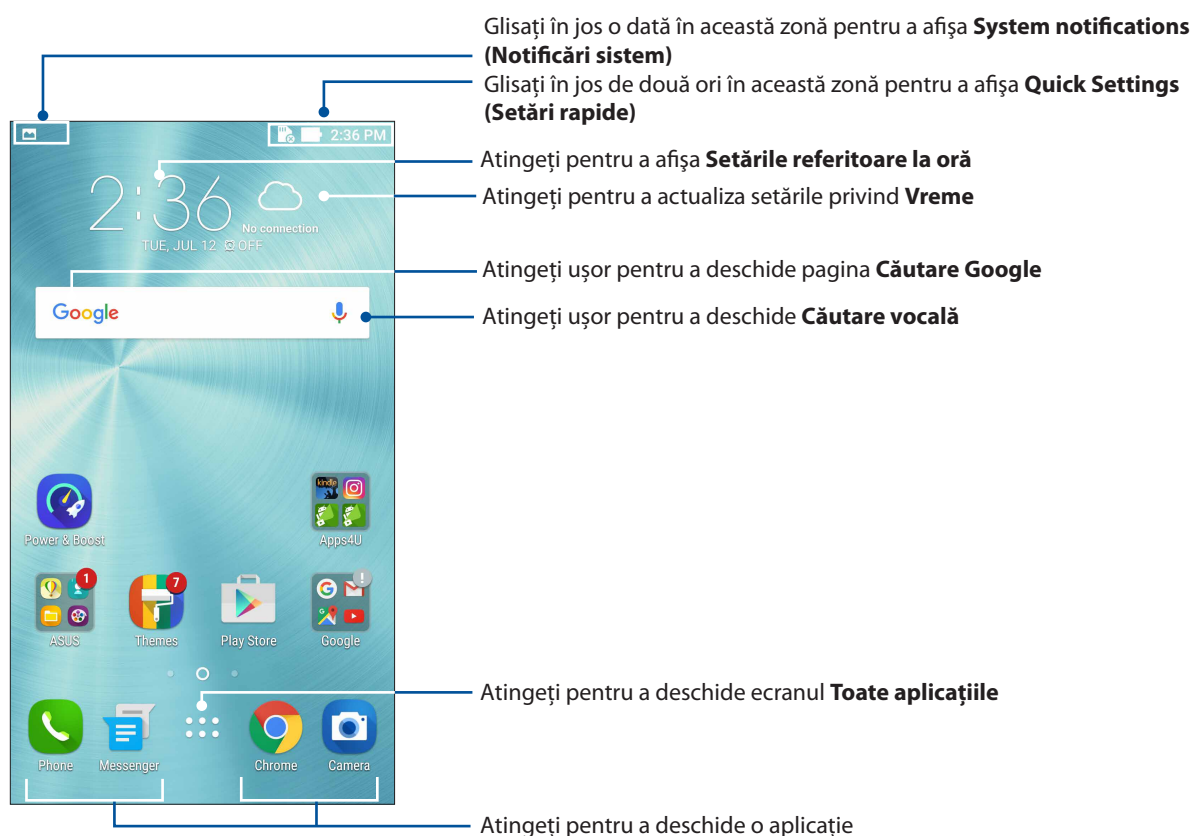 Glisați în jos o dată în această zonă pentru a afişa System notifications
(Notificări sistem)
Glisați în jos de două ori în această zonă pentru a afişa Quick Settings
(Setări rapide)
2:36 PM
Atingeți pentru a afişa Setările referitoare la oră
2:36
Atingeți pentru a actualiza setările privind Vreme
No connection
TUE, JUL 12 OFF
Atingeți ușor pentru a deschide pagina Căutare Google
Google
Atingeți ușor pentru a deschide Căutare vocală
kindle
Power & Boost
Apps4U
1
7
!
ASUS
Themes
Play Store
Google
Atingeți pentru a deschide ecranul Toate aplicațiile
Phone
Messenger
Chrome
Camera
Atingeți pentru a deschide o aplicație